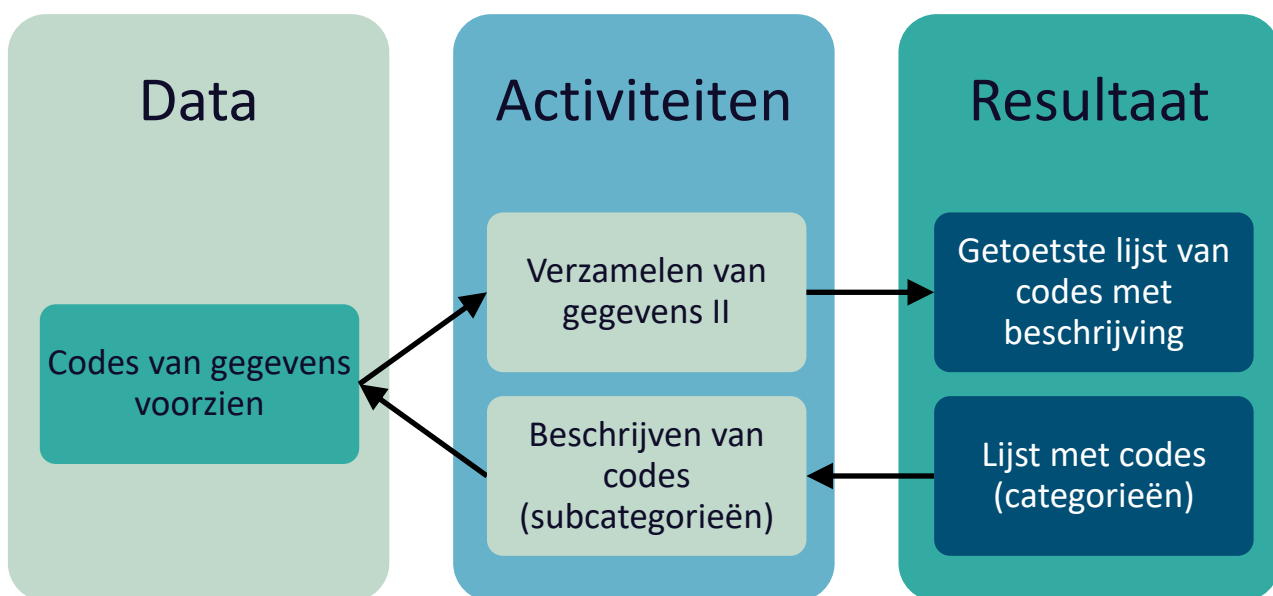 Data
Codes van gegevens
voorzien
Activiteiten
Verzamelen van
gegevens II
Beschrijven van
codes
(subcategorieën)
Resultaat
Getoetste lijst van
codes met
beschrijving
Lijst met codes
(categorieën)